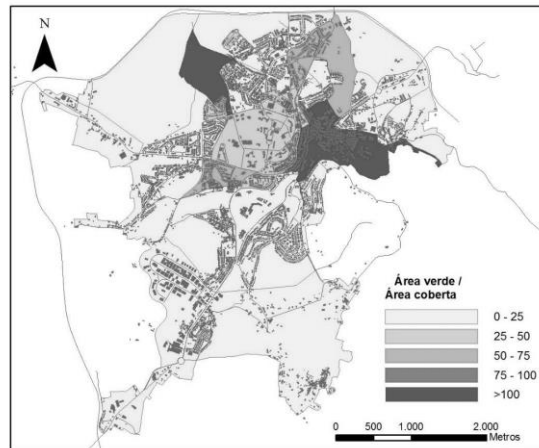 N
Área verde /
Área coberta
0 - 25
25 - 50
50 - 75
75 - 100
>100
0 500 1.000 2.000
Metros